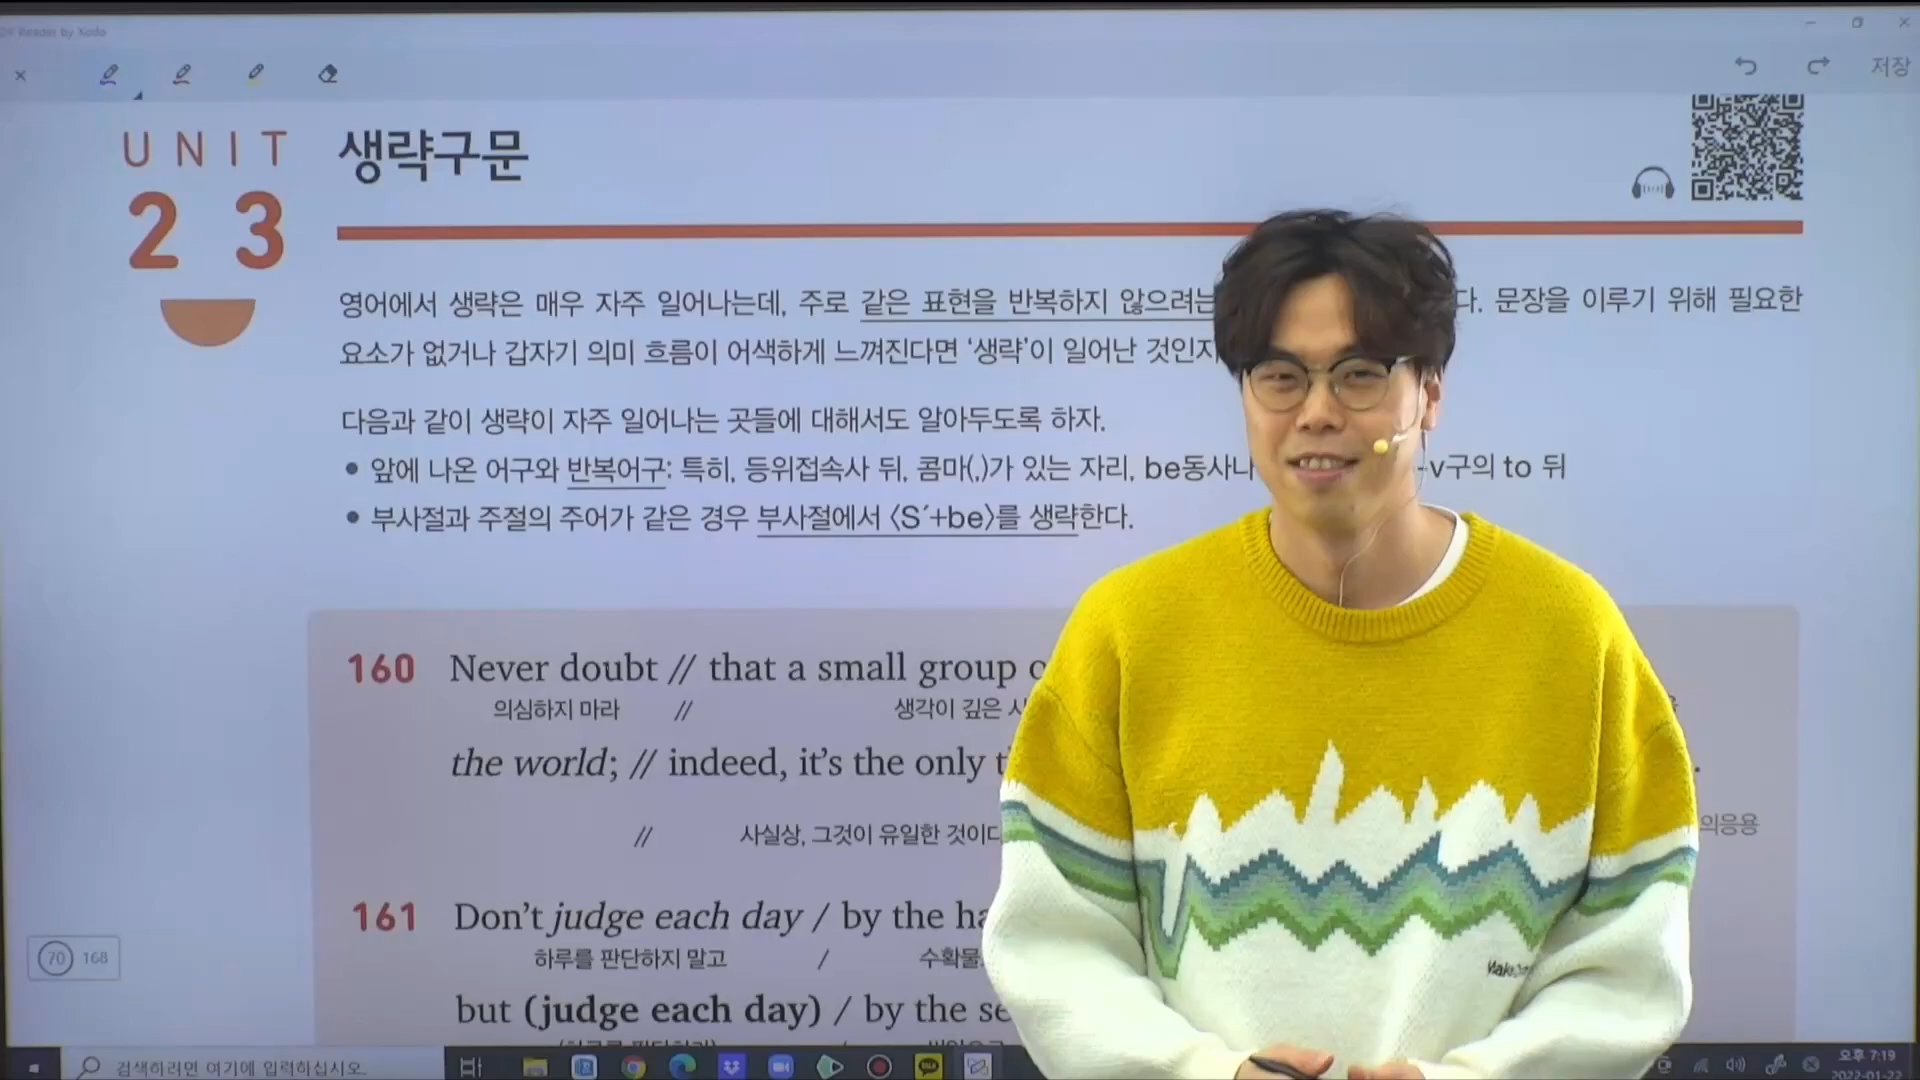 DF Reader by Xodo
저장
UNIT
23
생략구문
영어에서 생략은 매우 자주 일어나는데, 주로 같은 표현을 반복하지 않으려는 다. 문장을 이루기 위해 필요한
요소가 없거나 갑자기 의미 흐름이 어색하게 느껴진다면 ‘생략’이 일어난 것인지
다음과 같이 생략이 자주 일어나는 곳들에 대해서도 알아두도록 하자.
• 앞에 나온 어구와 반복어구: 특히, 등위접속사 뒤, 콤마(,)가 있는 자리, be동사나 -v구의 to 뒤
• 부사절과 주절의 주어가 같은 경우 부사절에서 〈S´+be〉를 생략한다.
160 Never doubt // that a small group
의심하지 마라 // 생각이 깊은
the world; // indeed, it’s the only
// 사실상, 그것이 유일한 것이다
의응용
161 Don’t judge each day / by the
하루를 판단하지 말고 / 수확물
but (judge each day) / by the
70 168
검색하려면 여기에 입력하십시오.
오후 7:19
2022-01-22